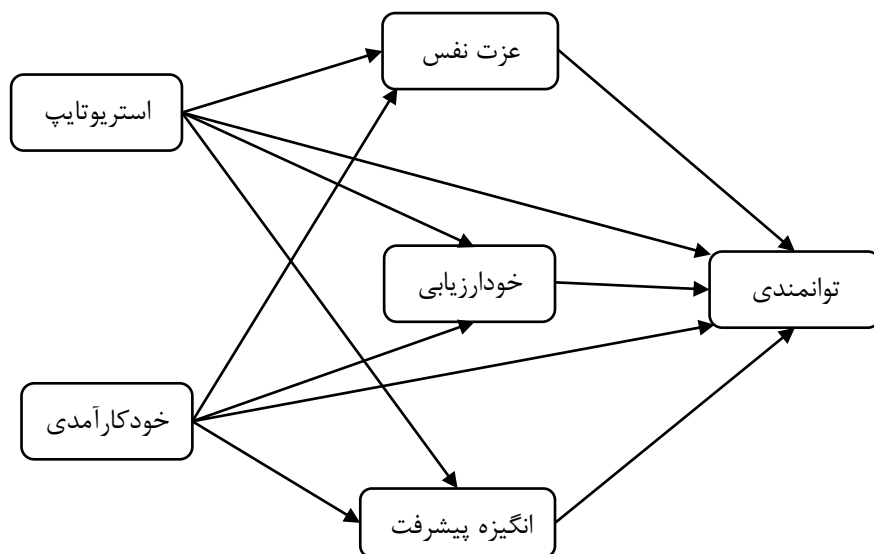 عزت نفس
استریوتایپ
خودارزیابی
توانمندی
خودکارآمدی
انگیزه پیشرفت